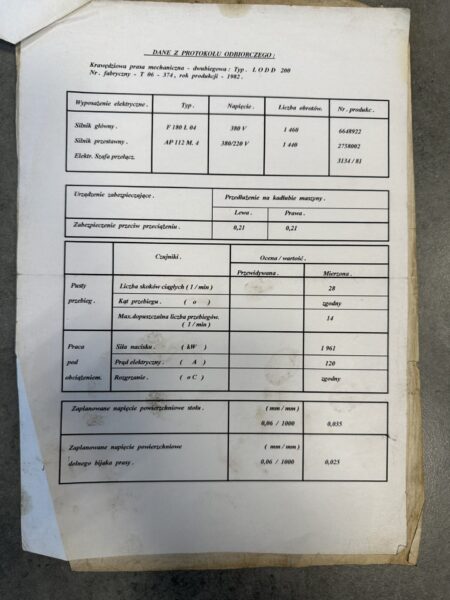 DANE Z PROTOKOŁU ODBIORCZEGO :
Krawędziowa prasa mechaniczna - dwubiegowa : Typ . L O D D 200
Nr . fabryczny - T 06 - 374 , rok produkcji - 1982 .
Wyposażenie elektryczne . Typ . Napięcie . Liczba obrotów. Nr . produkc .
Silnik główny . F 180 L 04 380 V 1 460 6648922
Silnik przestawny . AP 112 M. 4 380/220 V 1 440 2758002
Elektr. Szafa przełącz. 3134 / 81
Urządzenie zabezpieczające . Przedłużenie na kadłubie maszyny .
Lewa . Prawa .
Zabezpieczenie przeciw przeciążeniu . 0,21 0,21
Czujniki . Ocena / wartość .
Przewidywana . Mierzona .
Pusty przebieg . Liczba skoków ciągłych ( 1 / min ) 28
Kąt przebiegu . ( o ) zgodny
Max.dopuszczalna liczba przebiegów. ( 1 / min ) 14
Praca pod obciążeniem. Siła nacisku . ( kW ) 1 961
Prąd elektryczny . ( A ) 120
Rozgrzanie . ( o C ) zgodny
Zaplanowane napięcie powierzchniowe stołu . ( mm / mm )
0,06 / 1000 0,035
Zaplanowane napięcie powierzchniowe ( mm / mm )
dolnego bijaka prasy . 0,06 / 1000 0,025